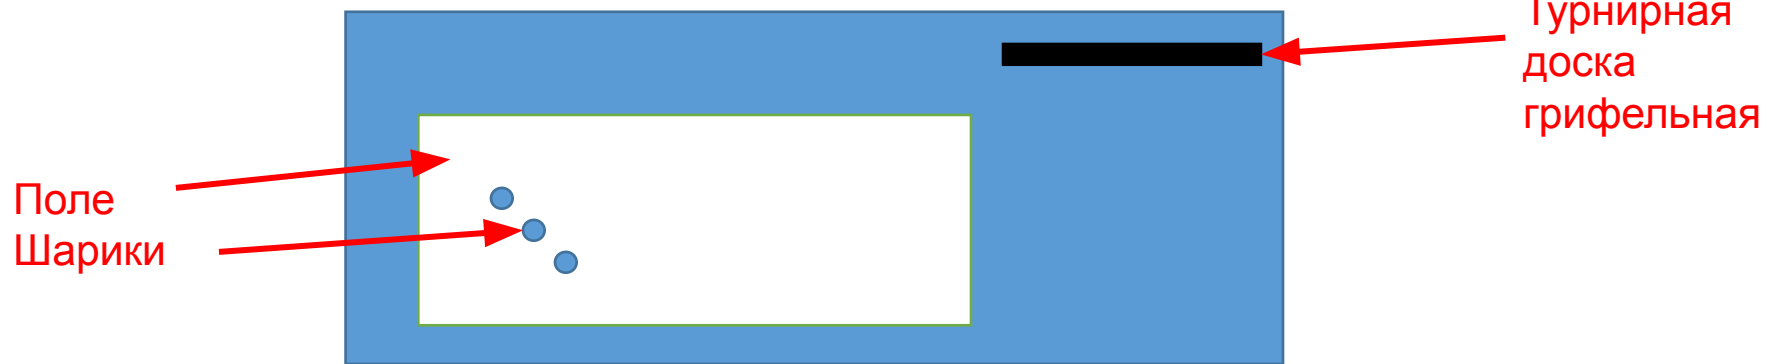 Турнирная
доска
грифельная
Поле
Шарики